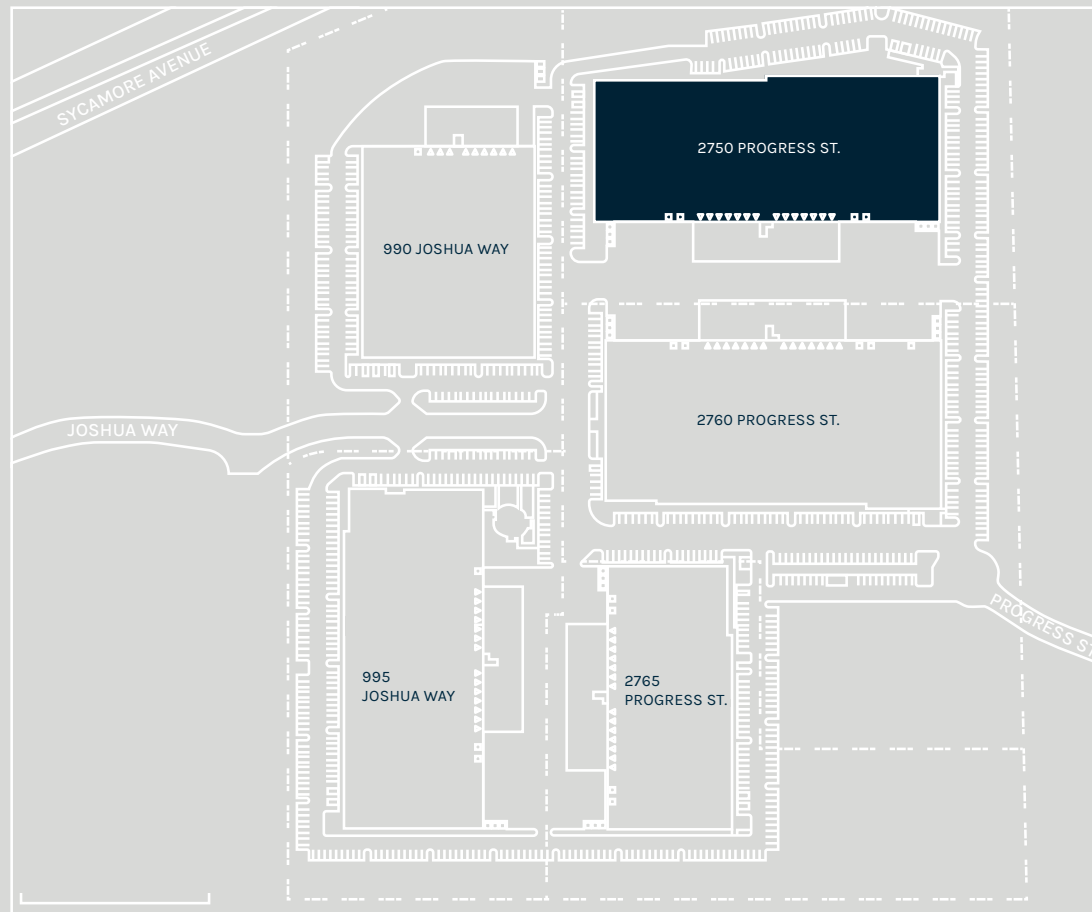 SYCAMORE AVENUE
2750 PROGRESS ST.
990 JOSHUA WAY
2760 PROGRESS ST.
JOSHUA WAY
PROGRESS ST
995
JOSHUA WAY
2765
PROGRESS ST.